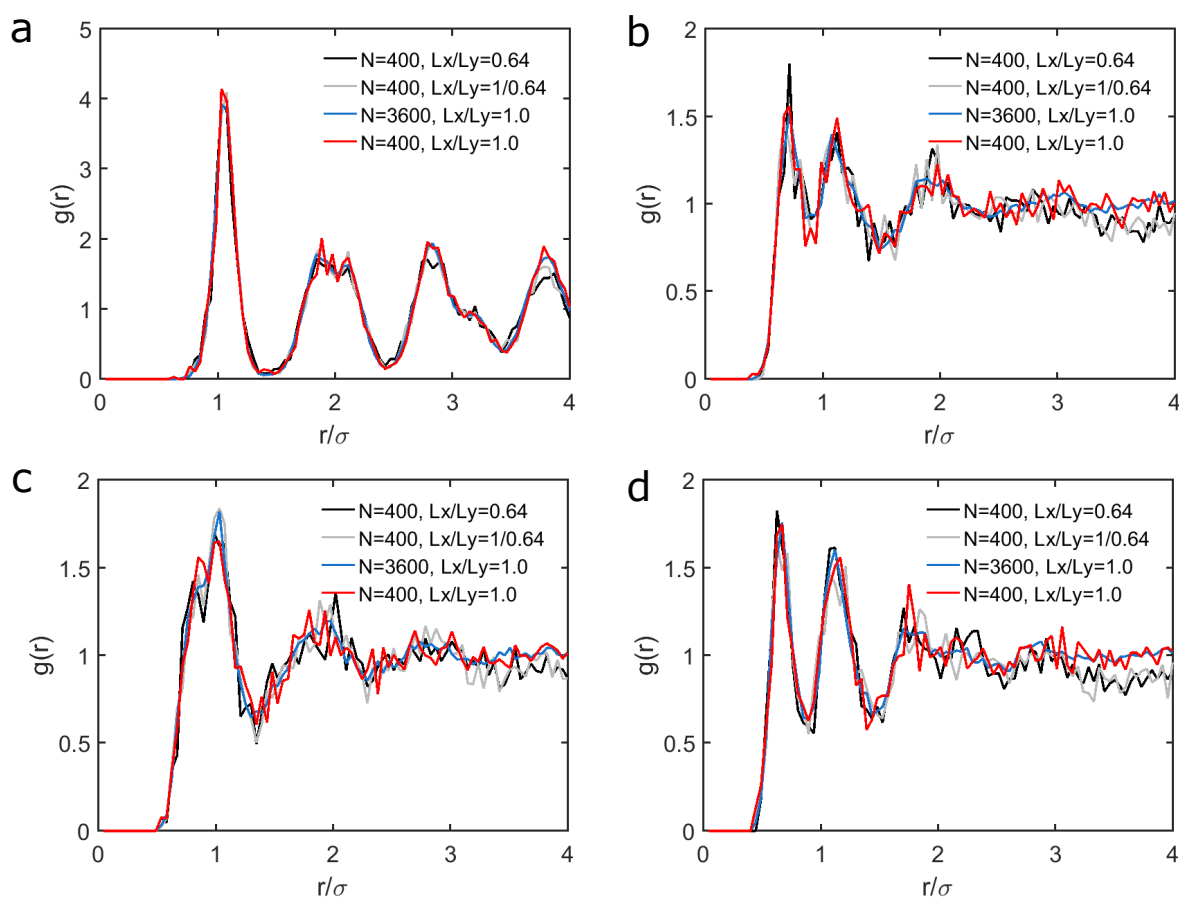 a
5
4
3
2
1
0
g(r)
N=400, Lx/Ly=0.64
N=400, Lx/Ly=1/0.64
N=3600, Lx/Ly=1.0
N=400, Lx/Ly=1.0
0 1 2 3 4
r/σ
b
2
1.5
1
0.5
0
g(r)
N=400, Lx/Ly=0.64
N=400, Lx/Ly=1/0.64
N=3600, Lx/Ly=1.0
N=400, Lx/Ly=1.0
0 1 2 3 4
r/σ
c
2
1.5
1
0.5
0
g(r)
N=400, Lx/Ly=0.64
N=400, Lx/Ly=1/0.64
N=3600, Lx/Ly=1.0
N=400, Lx/Ly=1.0
0 1 2 3 4
r/σ
d
2
1.5
1
0.5
0
g(r)
N=400, Lx/Ly=0.64
N=400, Lx/Ly=1/0.64
N=3600, Lx/Ly=1.0
N=400, Lx/Ly=1.0
0 1 2 3 4
r/σ